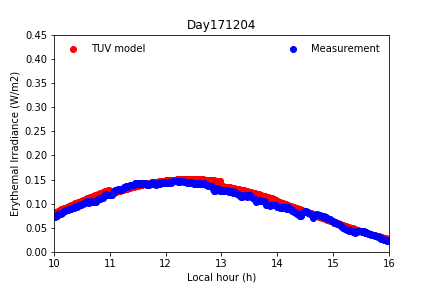 Day171204
TUV model
Measurement
Erythemal Irradiance (W/m2)
0.45
0.40
0.35
0.30
0.25
0.20
0.15
0.10
0.05
0.00
10 11 12 13 14 15 16
Local hour (h)